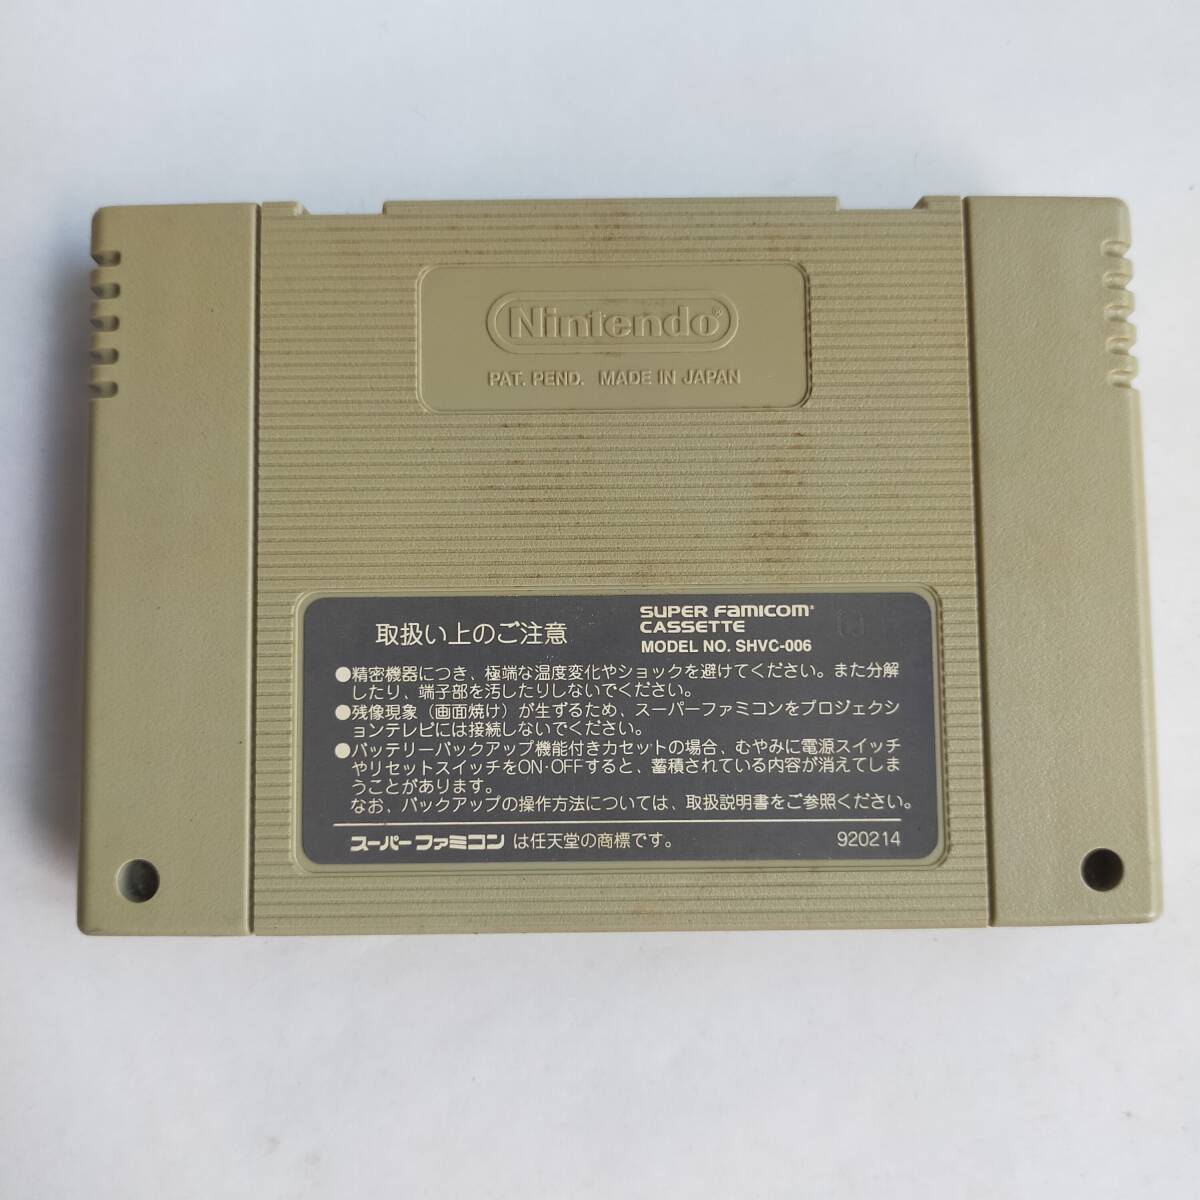 Nintendo®
PAT. PEND. MADE IN JAPAN
取扱い上のご注意
SUPER FAMICOM®
CASSETTE
MODEL NO. SHVC-006
●精密機器につき、極端な温度変化やショックを避けてください。また分解
したり、端子部を汚したりしないでください。
●残像現象（画面焼け）が生ずるため、スーパーファミコンをプロジェクシ
ョンテレビには接続しないでください。
●バッテリーバックアップ機能付きカセットの場合、むやみに電源スイッチ
やリセットスイッチをON·OFFすると、蓄積されている内容が消えてしま
うことがあります。
なお、バックアップの操作方法については、取扱説明書をご参照ください。
スーパーファミコン は任天堂の商標です。
920214